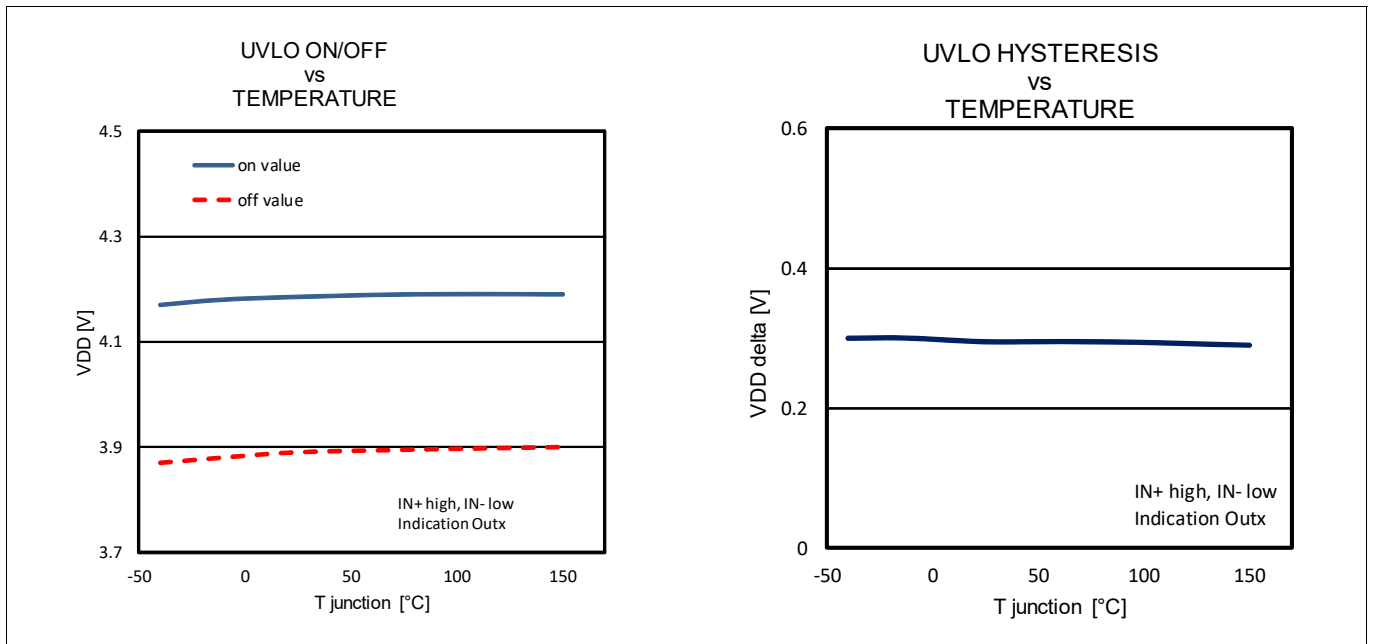 UVLO ON/OFF
vs
TEMPERATURE
4.5
4.3
4.1
3.9
3.7
VDD [V]
on value
off value
IN+ high, IN- low
Indication Outx
-50
0
50
100
150
T junction [°C]
UVLO HYSTERESIS
vs
TEMPERATURE
0.6
0.4
0.2
0
VDD delta [V]
IN+ high, IN- low
Indication Outx
-50
0
50
100
150
T junction [°C]